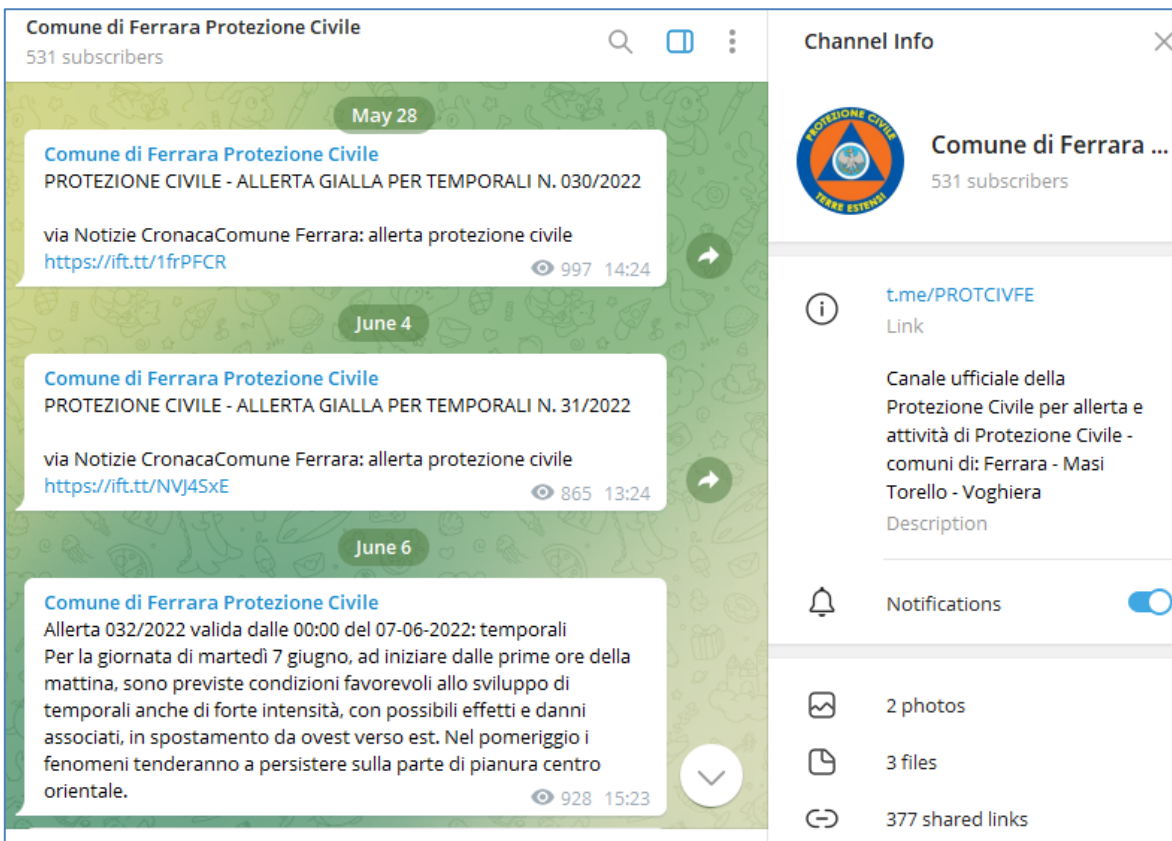 Comune di Ferrara Protezione Civile
531 subscribers
May 28
Comune di Ferrara Protezione Civile
PROTEZIONE CIVILE - ALLERTA GIALLA PER TEMPORALI N. 030/2022
via Notizie CronacaComune Ferrara: allerta protezione civile
https://ift.tt/1frPFCR
997 14:24
June 4
Comune di Ferrara Protezione Civile
PROTEZIONE CIVILE - ALLERTA GIALLA PER TEMPORALI N. 31/2022
via Notizie CronacaComune Ferrara: allerta protezione civile
https://ift.tt/NVJ4SxE
865 13:24
June 6
Comune di Ferrara Protezione Civile
Allerta 032/2022 valida dalle 00:00 del 07-06-2022: temporali
Per la giornata di martedì 7 giugno, ad iniziare dalle prime ore della
mattina, sono previste condizioni favorevoli allo sviluppo di
temporali anche di forte intensità, con possibili effetti e danni
associati, in spostamento da ovest verso est. Nel pomeriggio i
fenomeni tenderanno a persistere sulla parte di pianura centro
orientale.
928 15:23
Channel Info
PROTEZIONE CIVILE
TERRE ESTENSI
Comune di Ferrara ...
531 subscribers
t.me/PROTCIVFE
Link
Canale ufficiale della
Protezione Civile per allerta e
attività di Protezione Civile -
comuni di: Ferrara - Masi
Torello - Voghiera
Description
Notifications
2 photos
3 files
377 shared links